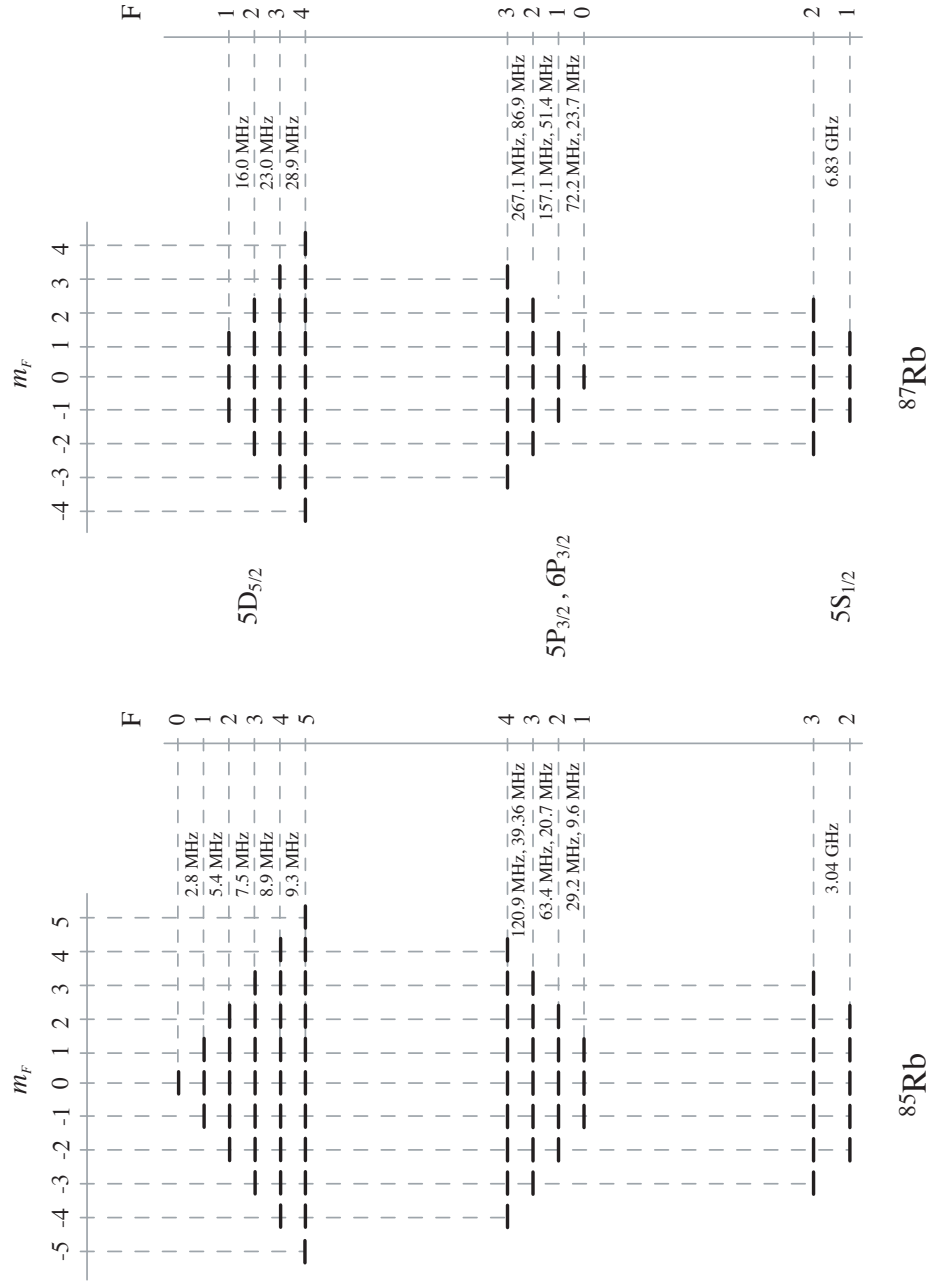 m_F
-5 -4 -3 -2 -1 0 1 2 3 4 5
F
0
1
2.8 MHz
2
5.4 MHz
3
7.5 MHz
4
8.9 MHz
5
9.3 MHz
4
120.9 MHz, 39.36 MHz
3
63.4 MHz, 20.7 MHz
2
29.2 MHz, 9.6 MHz
1
3
3.04 GHz
2
⁸⁵Rb
5D₅/₂
5P₃/₂ , 6P₃/₂
5S₁/₂
m_F
-4 -3 -2 -1 0 1 2 3 4
F
1
16.0 MHz
2
23.0 MHz
3
28.9 MHz
4
3
267.1 MHz, 86.9 MHz
2
157.1 MHz, 51.4 MHz
1
72.2 MHz, 23.7 MHz
0
2
6.83 GHz
1
⁸⁷Rb